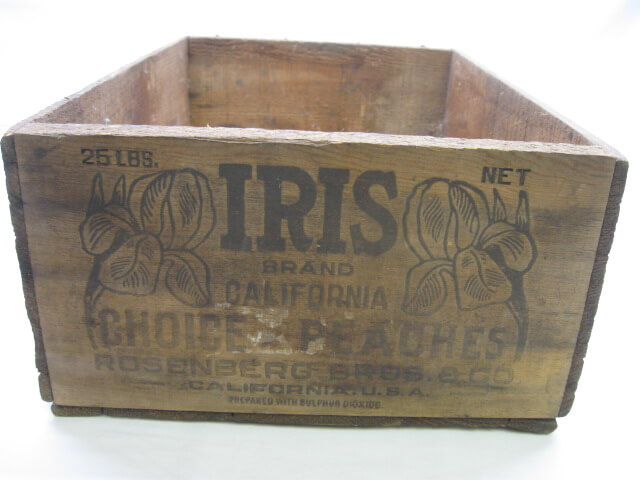 25 LBS. NET
IRIS
BRAND
CALIFORNIA
CHOICE PEACHES
ROSENBERG BROS. & CO
CALIFORNIA. U.S.A.
PREPARED WITH SULPHUR DIOXIDE